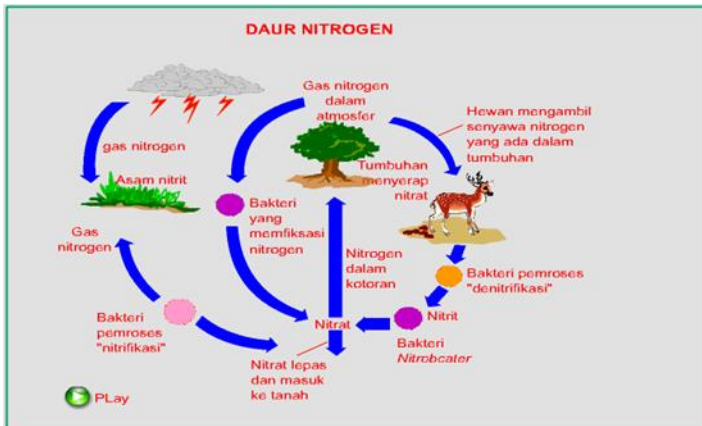 DAUR NITROGEN
Gas nitrogen
dalam
atmosfer
Hewan mengambil
senyawa nitrogen
yang ada dalam
tumbuhan
gas nitrogen
Asam nitrit
Tumbuhan
menyerap
nitrat
Bakteri
yang
memfiksasi
nitrogen
Gas
nitrogen
Nitrogen
dalam
kotoran
Bakteri pemroses
"denitrifikasi"
Bakteri
pemroses
"nitrifikasi"
Nitrat
Nitrit
Bakteri
Nitrobcater
Nitrat lepas
dan masuk
ke tanah
PLay